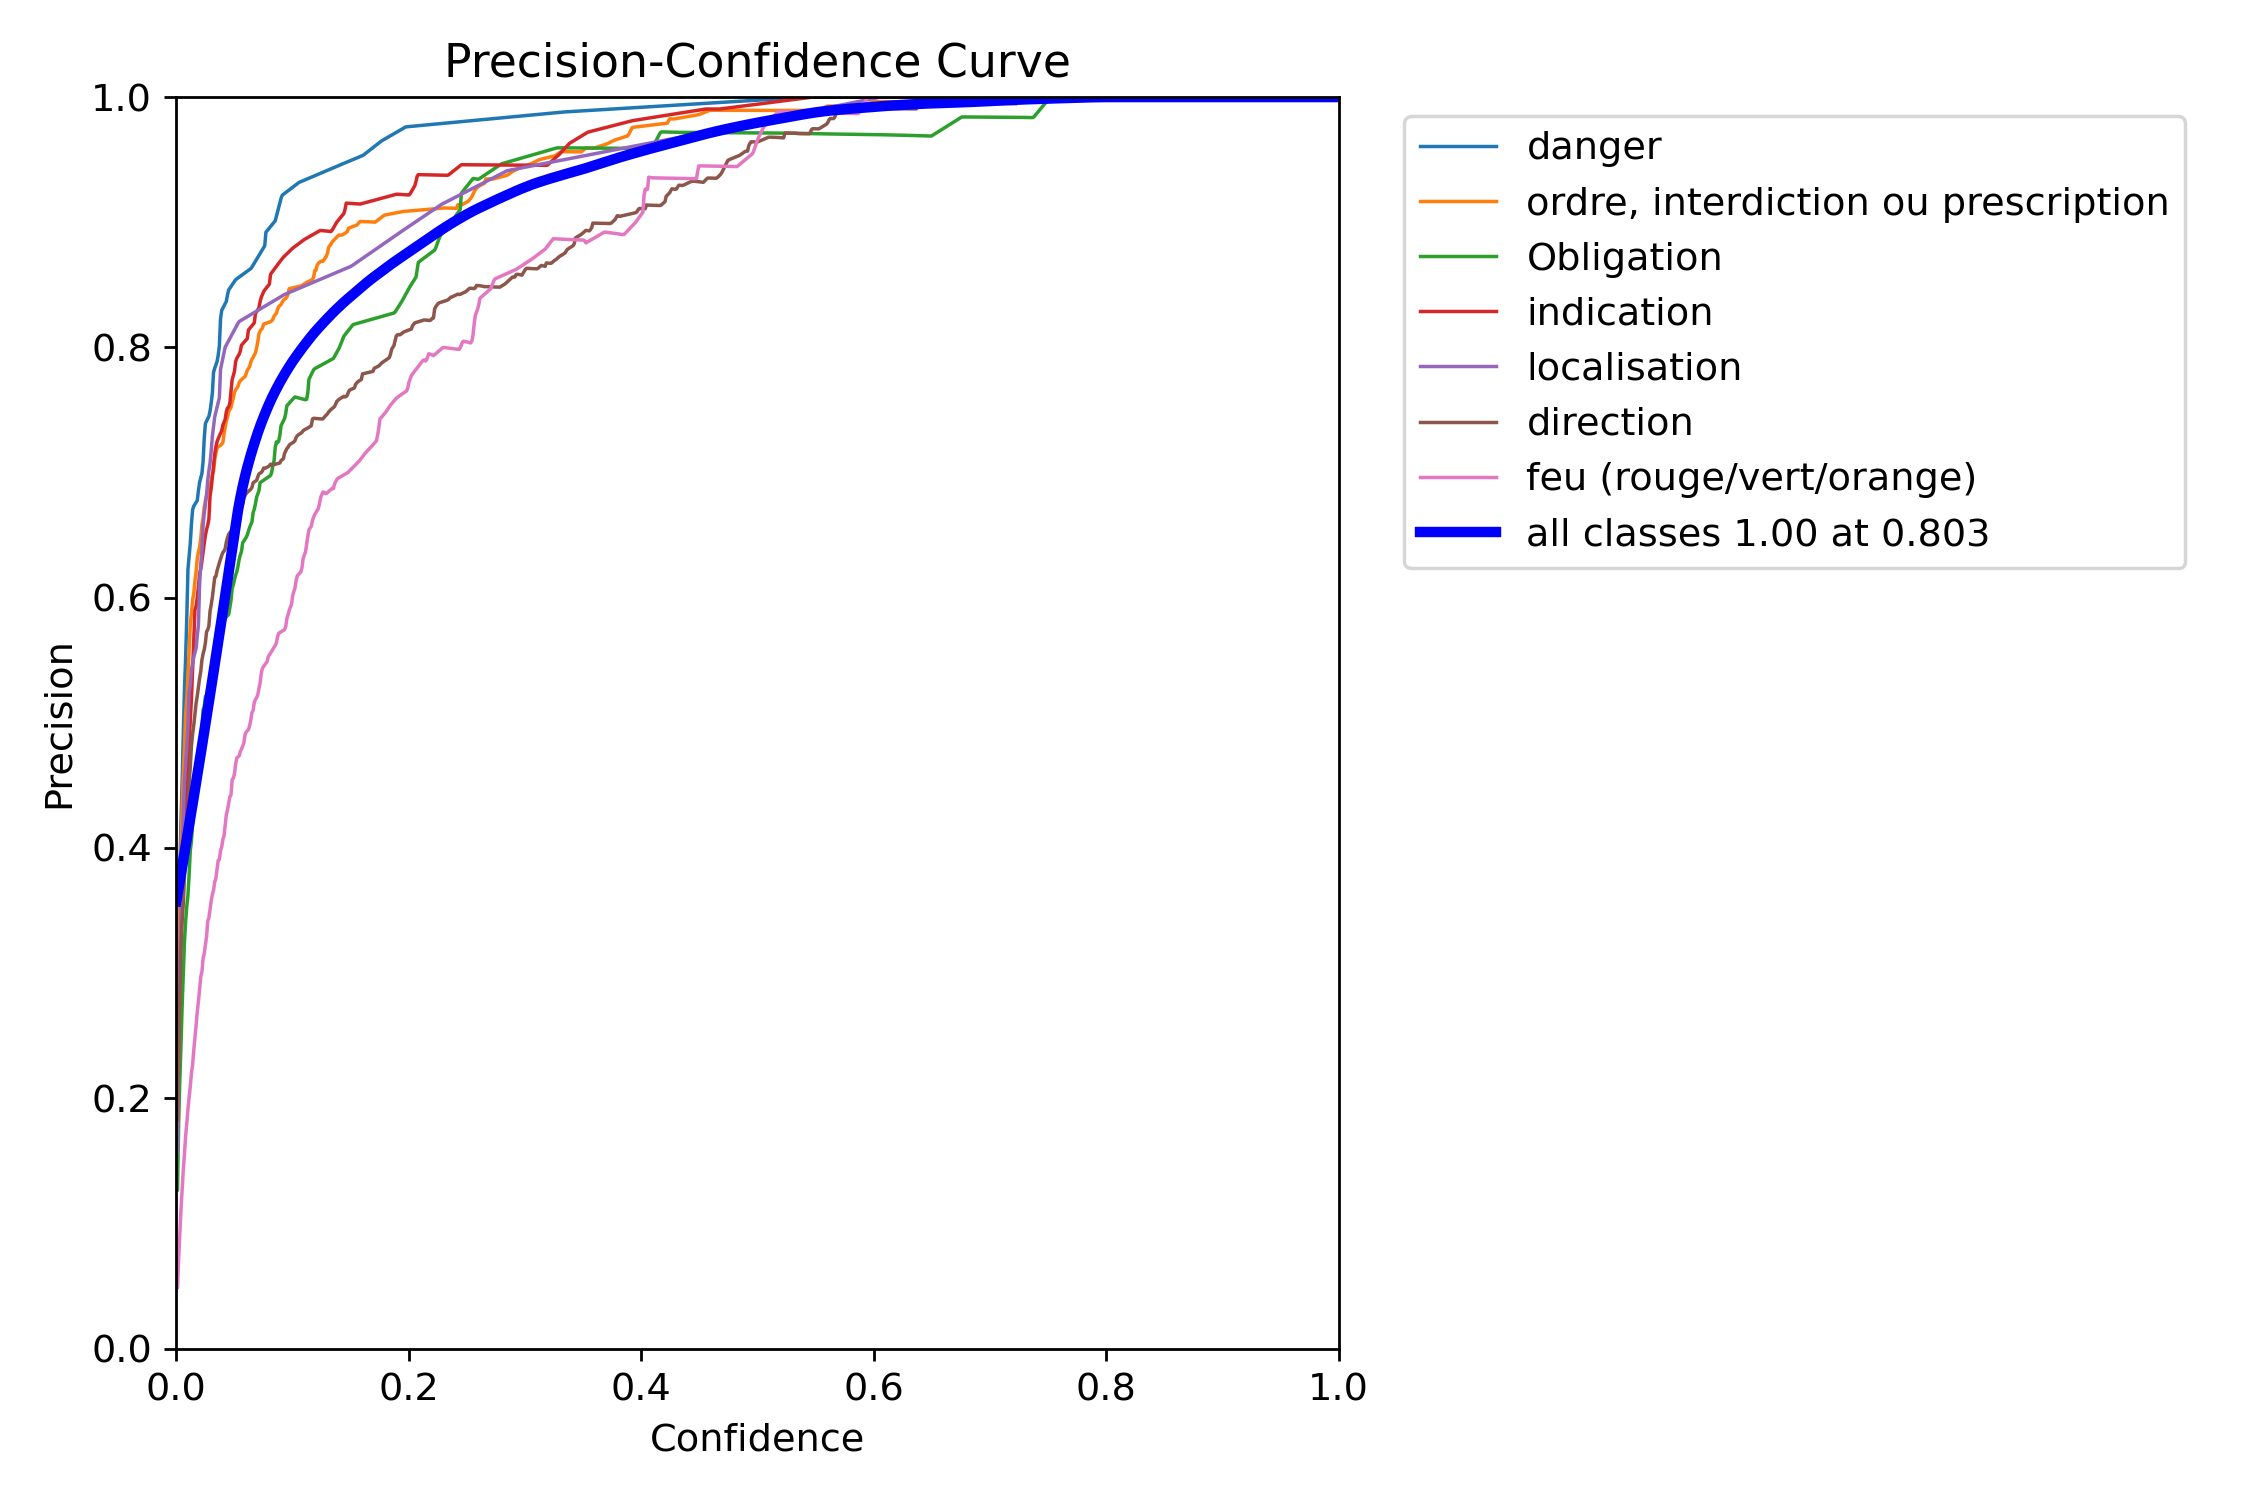 Precision-Confidence Curve
1.0
0.8
0.6
0.4
0.2
0.0
Precision
0.0 0.2 0.4 0.6 0.8 1.0
Confidence
danger
ordre, interdiction ou prescription
Obligation
indication
localisation
direction
feu (rouge/vert/orange)
all classes 1.00 at 0.803